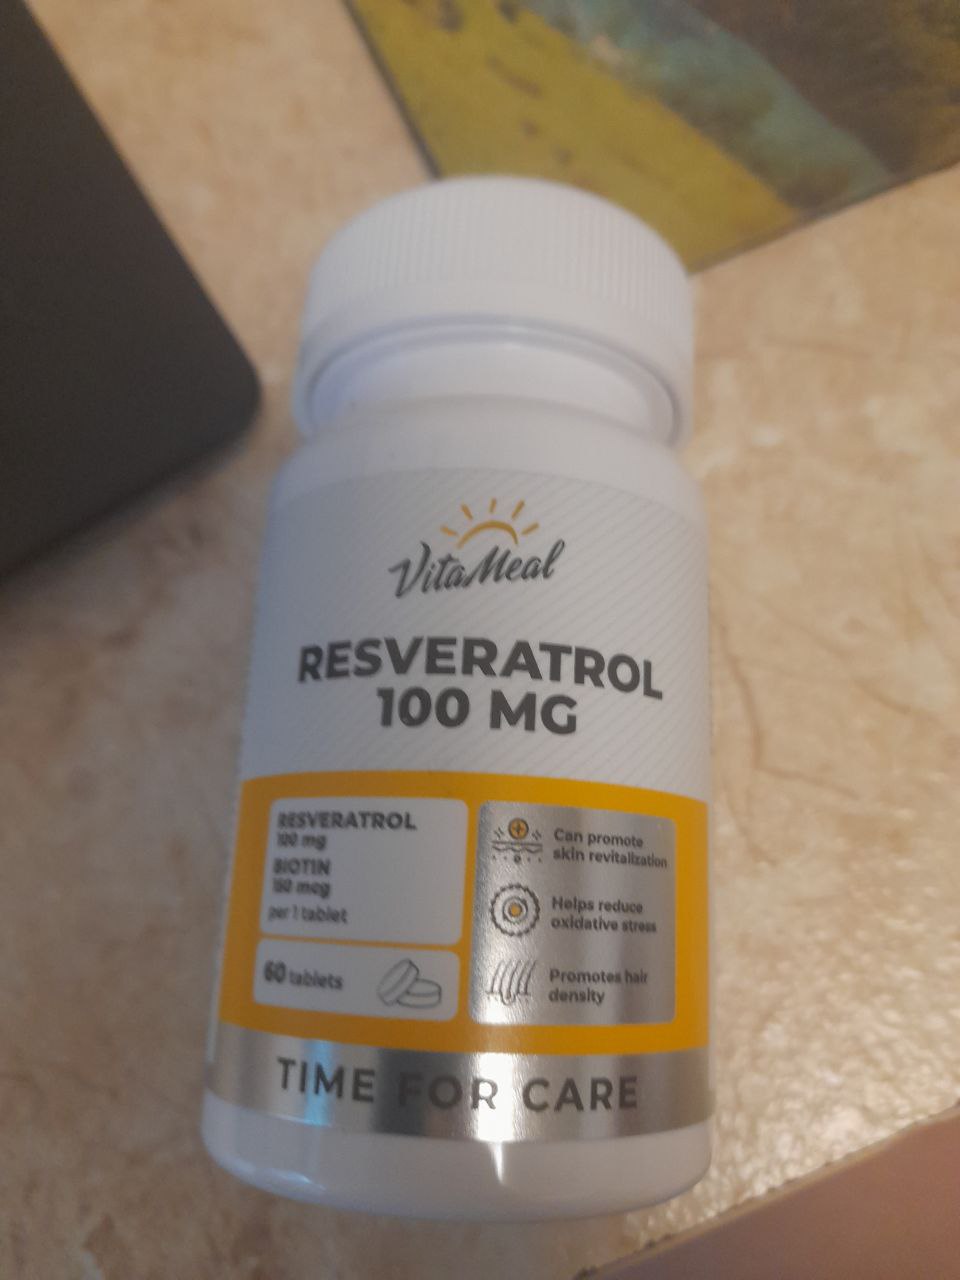 VitaMeal
RESVERATROL
100 MG
RESVERATROL
100 mg
BIOTIN
150 mcg
per 1 tablet
60 tablets
Can promote
skin revitalization
Helps reduce
oxidative stress
Promotes hair
density
TIME FOR CARE